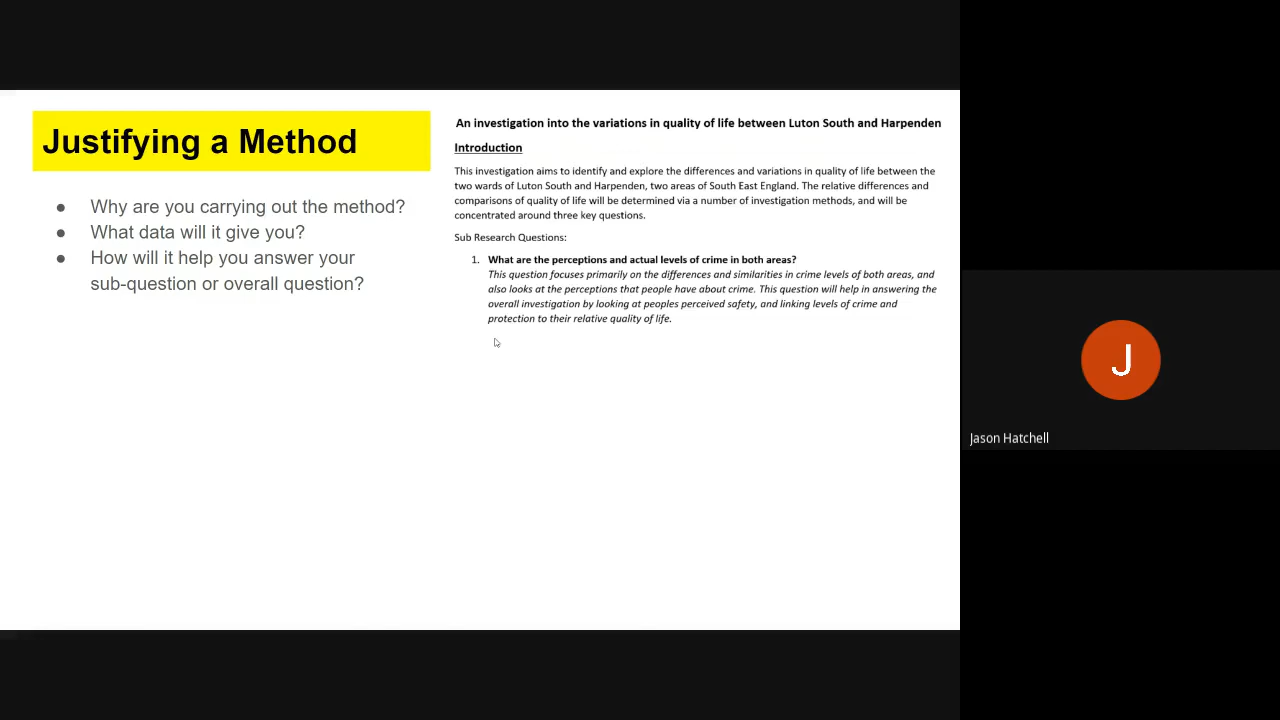 Justifying a Method
● Why are you carrying out the method?
● What data will it give you?
● How will it help you answer your
sub-question or overall question?
An investigation into the variations in quality of life between Luton South and Harpenden
Introduction
This investigation aims to identify and explore the differences and variations in quality of life between the
two wards of Luton South and Harpenden, two areas of South East England. The relative differences and
comparisons of quality of life will be determined via a number of investigation methods, and will be
concentrated around three key questions.
Sub Research Questions:
1. What are the perceptions and actual levels of crime in both areas?
This question focuses primarily on the differences and similarities in crime levels of both areas, and
also looks at the perceptions that people have about crime. This question will help in answering the
overall investigation by looking at peoples perceived safety, and linking levels of crime and
protection to their relative quality of life.
J
Jason Hatchell